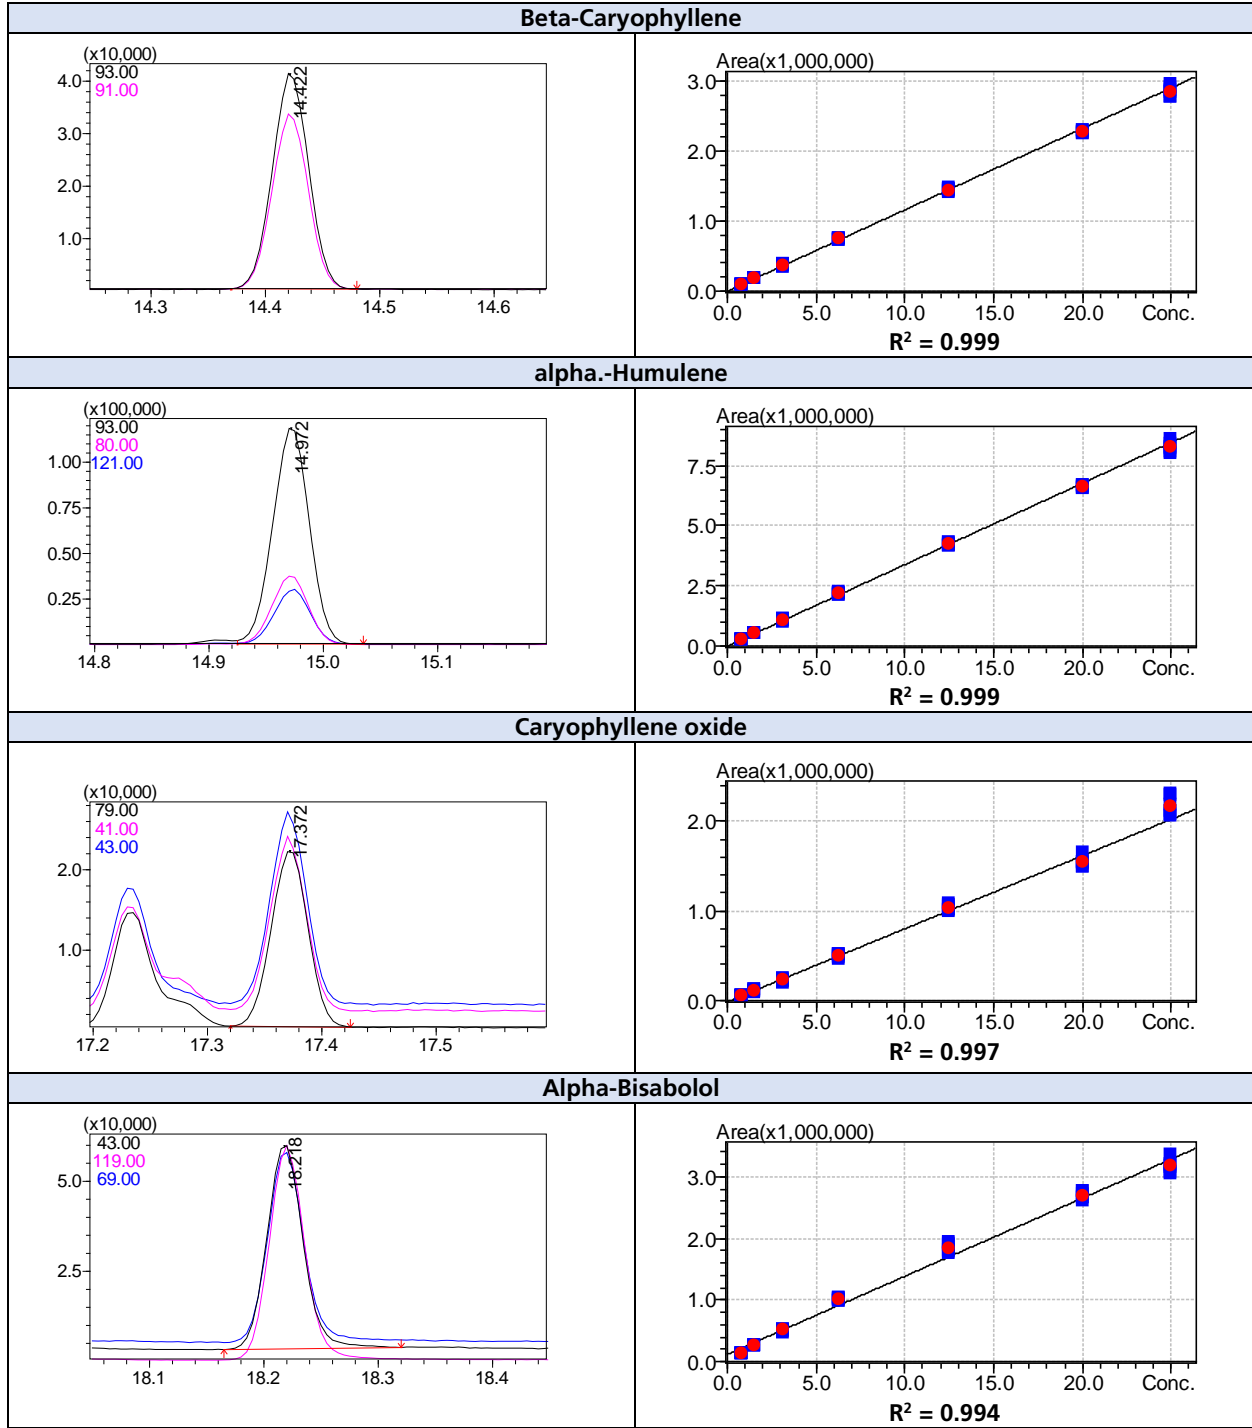 Beta-Caryophyllene
(x10,000)
93.00
91.00
14.422
4.0
3.0
2.0
1.0
14.3 14.4 14.5 14.6
Area(x1,000,000)
3.0
2.0
1.0
0.0
0.0 5.0 10.0 15.0 20.0 Conc.
R² = 0.999
alpha.-Humulene
(x100,000)
93.00
80.00
121.00
14.972
1.00
0.75
0.50
0.25
14.8 14.9 15.0 15.1
Area(x1,000,000)
7.5
5.0
2.5
0.0
0.0 5.0 10.0 15.0 20.0 Conc.
R² = 0.999
Caryophyllene oxide
(x10,000)
79.00
41.00
43.00
17.372
2.0
1.0
17.2 17.3 17.4 17.5
Area(x1,000,000)
2.0
1.0
0.0
0.0 5.0 10.0 15.0 20.0 Conc.
R² = 0.997
Alpha-Bisabolol
(x10,000)
43.00
119.00
69.00
18.218
5.0
2.5
18.1 18.2 18.3 18.4
Area(x1,000,000)
3.0
2.0
1.0
0.0
0.0 5.0 10.0 15.0 20.0 Conc.
R² = 0.994